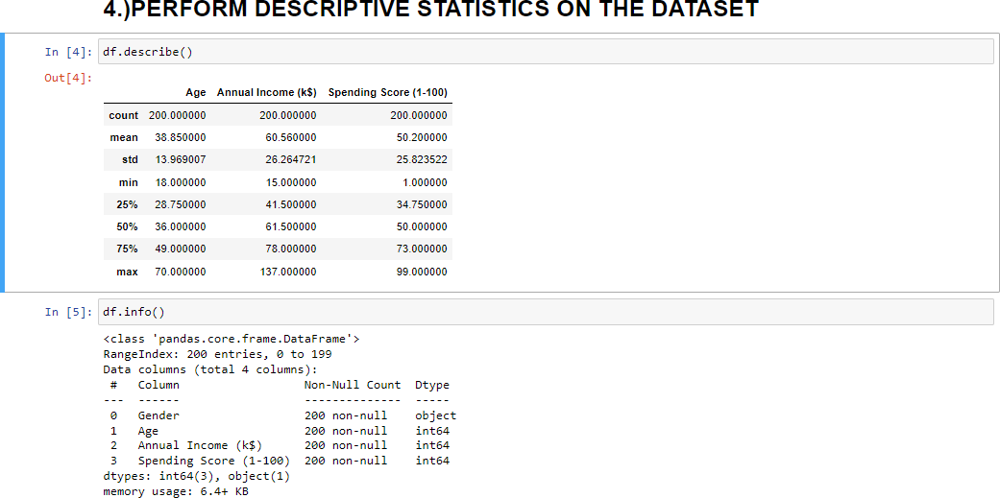 4.)PERFORM DESCRIPTIVE STATISTICS ON THE DATASET
In [4]: df.describe()
Out[4]:
Age Annual Income (k$) Spending Score (1-100)
count 200.000000 200.000000 200.000000
mean 38.850000 60.560000 50.200000
std 13.969007 26.264721 25.823522
min 18.000000 15.000000 1.000000
25% 28.750000 41.500000 34.750000
50% 36.000000 61.500000 50.000000
75% 49.000000 78.000000 73.000000
max 70.000000 137.000000 99.000000
In [5]: df.info()
<class 'pandas.core.frame.DataFrame'>
RangeIndex: 200 entries, 0 to 199
Data columns (total 4 columns):
# Column Non-Null Count Dtype
--- ------ -------------- -----
0 Gender 200 non-null object
1 Age 200 non-null int64
2 Annual Income (k$) 200 non-null int64
3 Spending Score (1-100) 200 non-null int64
dtypes: int64(3), object(1)
memory usage: 6.4+ KB